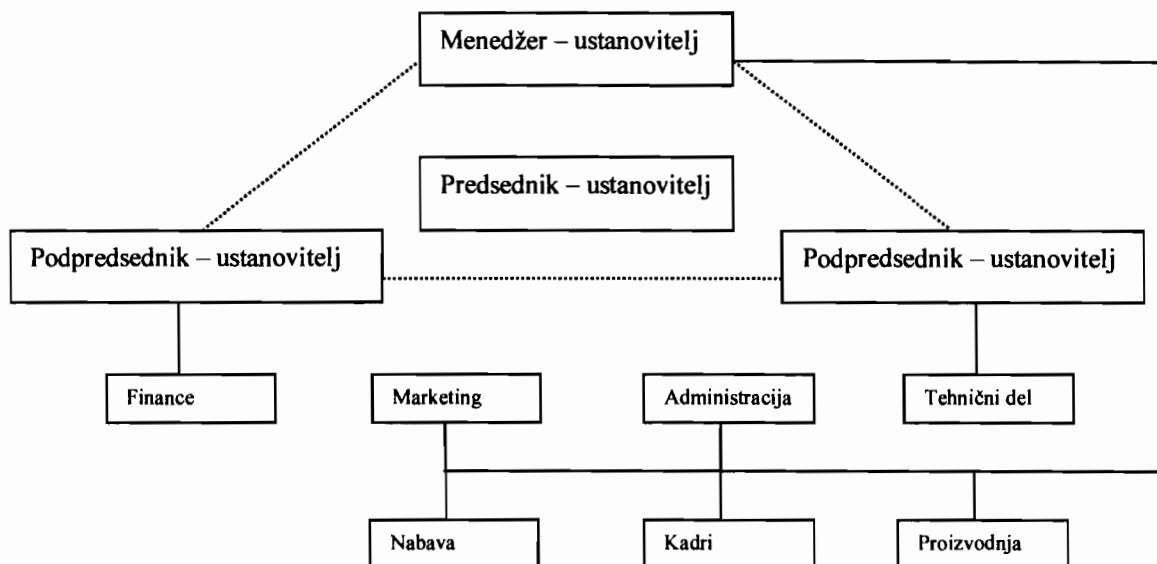 Menedžer – ustanovitelj
Predsednik – ustanovitelj
Podpredsednik – ustanovitelj
Podpredsednik – ustanovitelj
Finance
Marketing
Administracija
Tehnični del
Nabava
Kadri
Proizvodnja